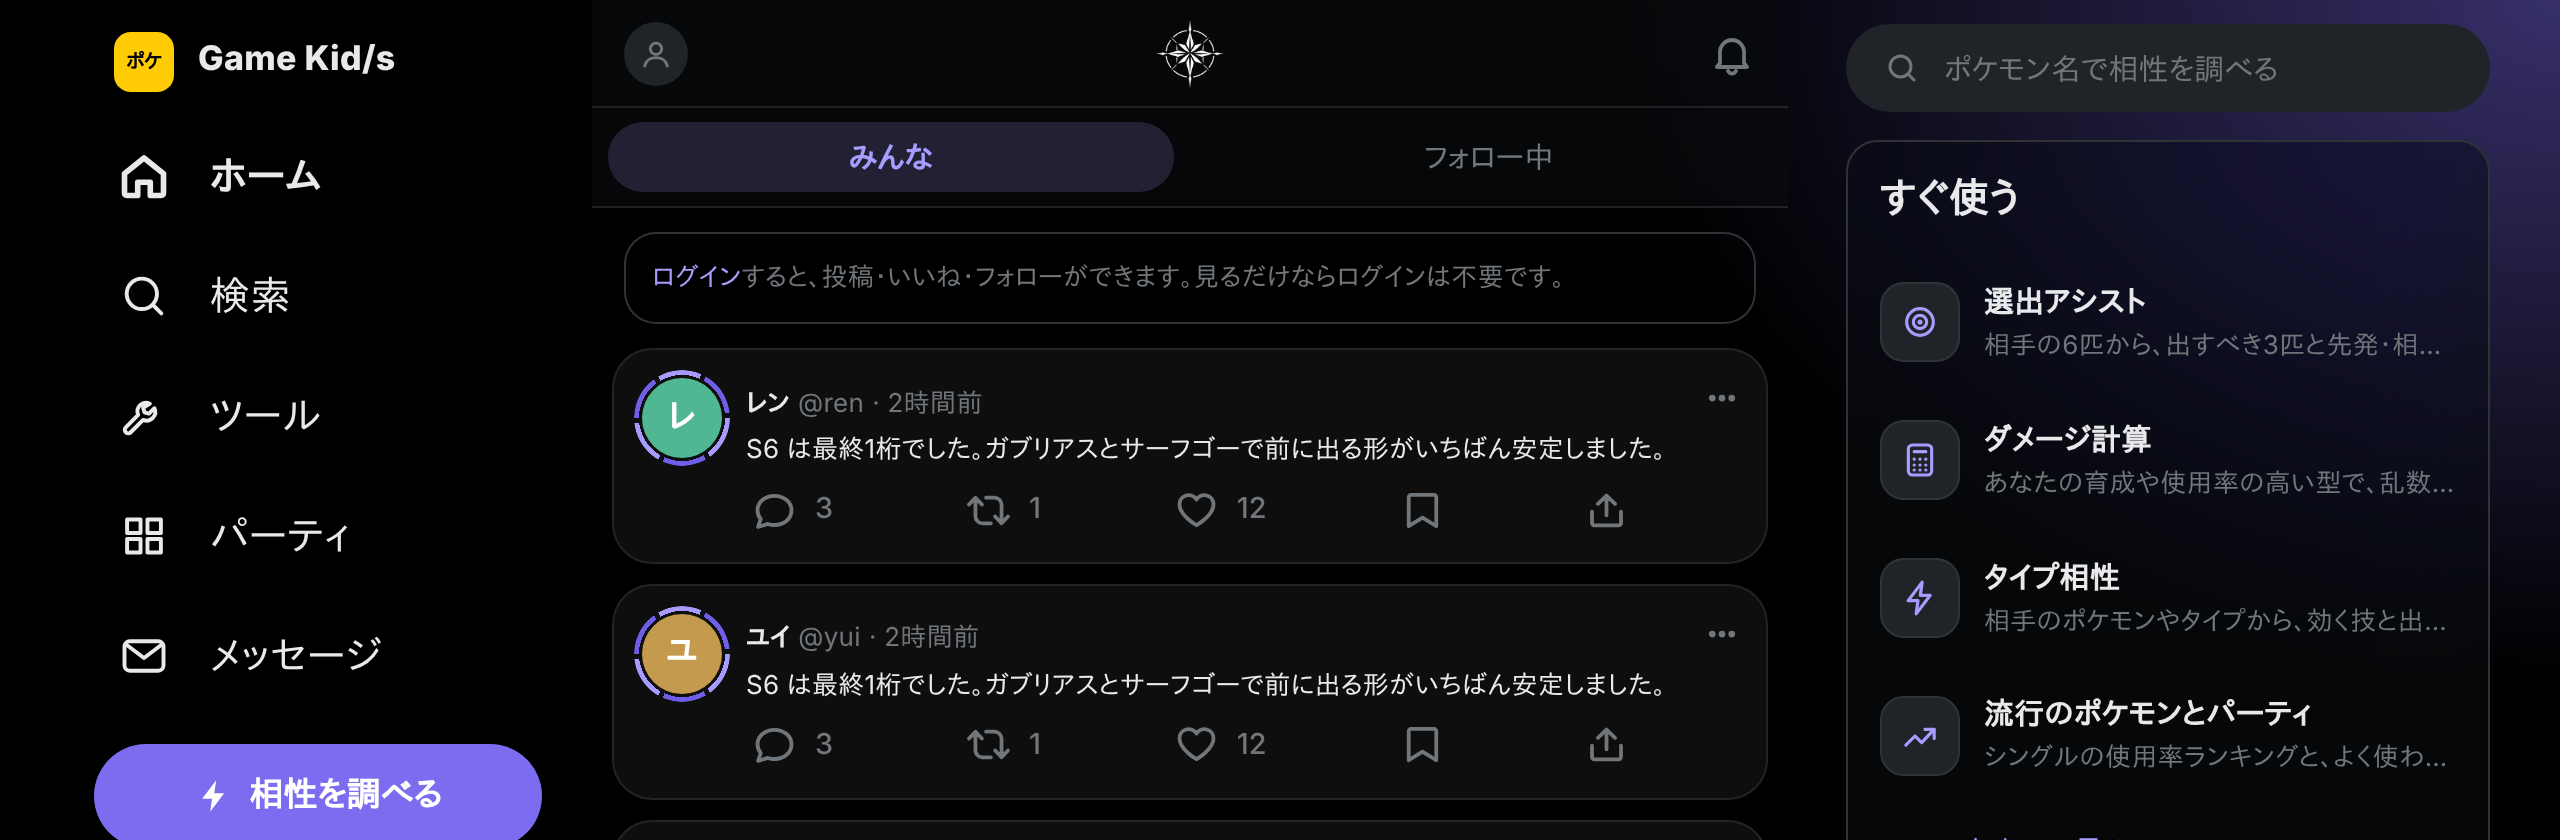 ポケ
Game Kid/s
ホーム
検索
ツール
パーティ
メッセージ
相性を調べる
みんな
フォロー中
ログインすると、投稿・いいね・フォローができます。見るだけならログインは不要です。
レ
レン @ren · 2時間前
S6 は最終1桁でした。ガブリアスとサーフゴーで前に出る形がいちばん安定しました。
3
1
12
ユ
ユイ @yui · 2時間前
S6 は最終1桁でした。ガブリアスとサーフゴーで前に出る形がいちばん安定しました。
3
1
12
ポケモン名で相性を調べる
すぐ使う
選出アシスト
相手の6匹から、出すべき3匹と先発・相...
ダメージ計算
あなたの育成や使用率の高い型で、乱数...
タイプ相性
相手のポケモンやタイプから、効く技と出...
流行のポケモンとパーティ
シングルの使用率ランキングと、よく使わ...